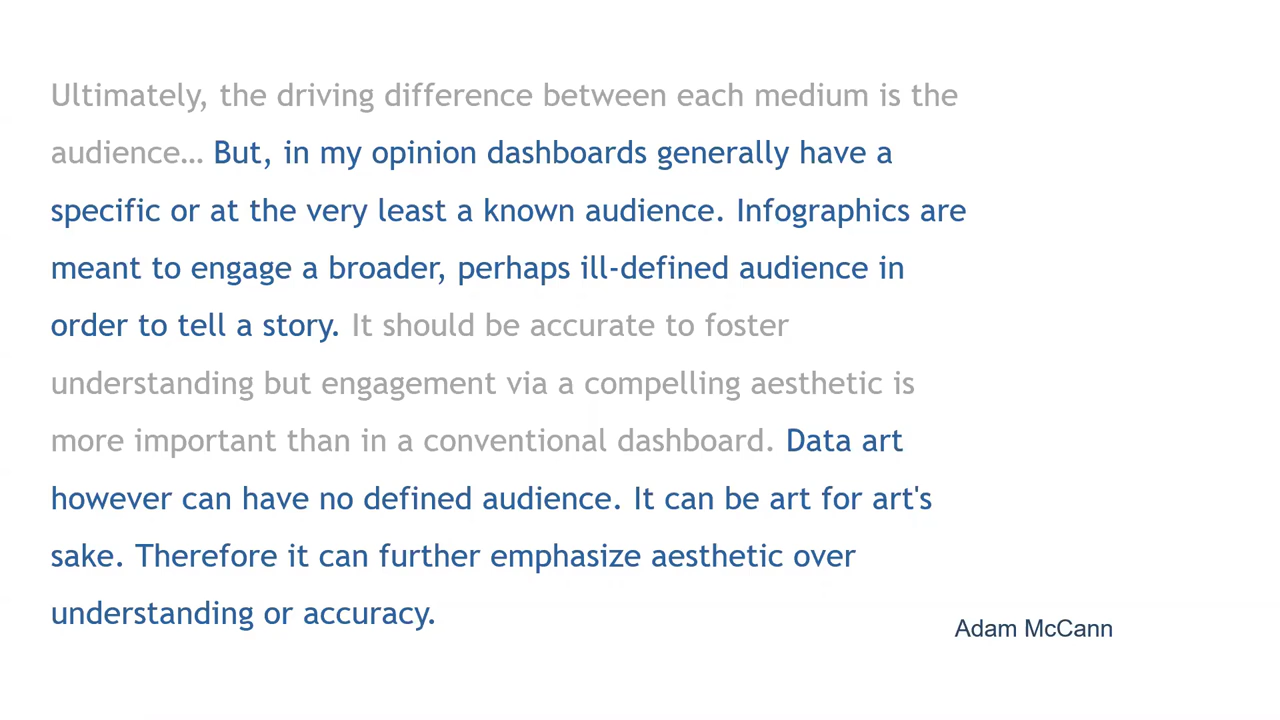 Ultimately, the driving difference between each medium is the
audience… But, in my opinion dashboards generally have a
specific or at the very least a known audience. Infographics are
meant to engage a broader, perhaps ill-defined audience in
order to tell a story. It should be accurate to foster
understanding but engagement via a compelling aesthetic is
more important than in a conventional dashboard. Data art
however can have no defined audience. It can be art for art's
sake. Therefore it can further emphasize aesthetic over
understanding or accuracy.
Adam McCann